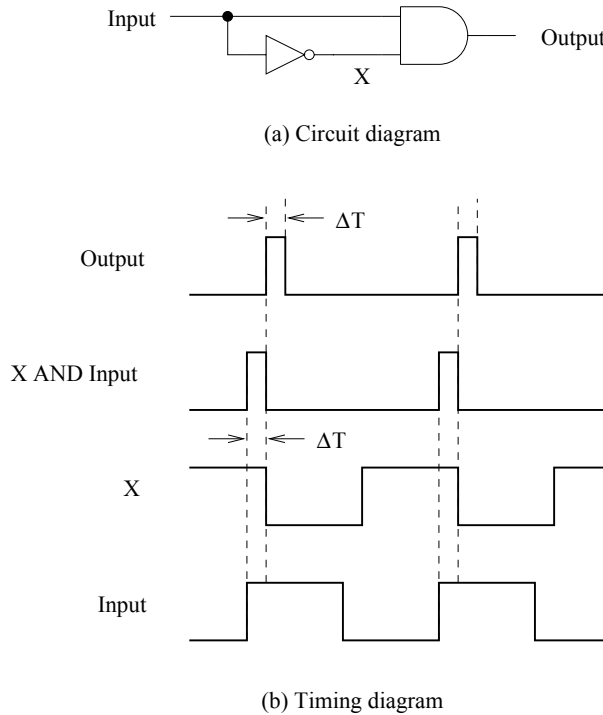 Input
Output
X
(a) Circuit diagram
ΔT
Output
X AND Input
ΔT
X
Input
(b) Timing diagram